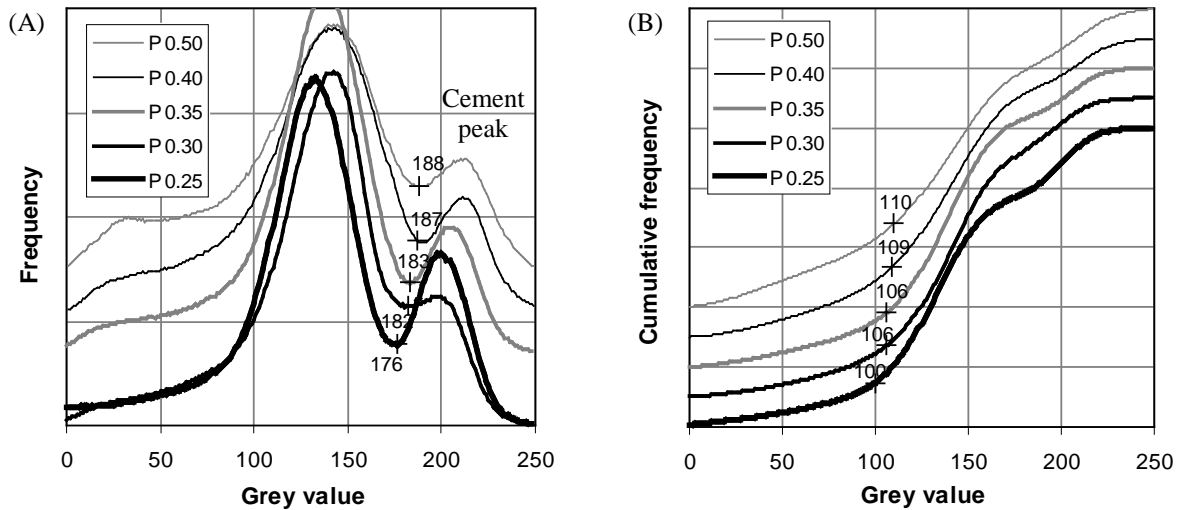 (A)
P 0.50
P 0.40
P 0.35
P 0.30
P 0.25
Cement
peak
188
187
183
182
176
Frequency
0 50 100 150 200 250
Grey value
(B)
P 0.50
P 0.40
P 0.35
P 0.30
P 0.25
110
109
106
106
100
Cumulative frequency
0 50 100 150 200 250
Grey value